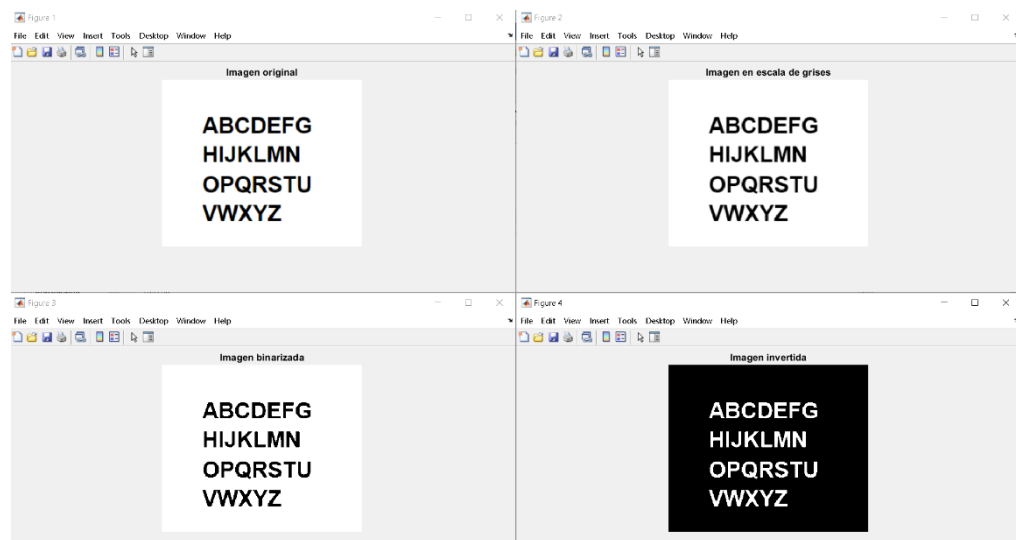 Figure 1
File Edit View Insert Tools Desktop Window Help
Imagen original
ABCDEFG
HIJKLMN
OPQRSTU
VWXYZ
Figure 2
File Edit View Insert Tools Desktop Window Help
Imagen en escala de grises
ABCDEFG
HIJKLMN
OPQRSTU
VWXYZ
Figure 3
File Edit View Insert Tools Desktop Window Help
Imagen binarizada
ABCDEFG
HIJKLMN
OPQRSTU
VWXYZ
Figure 4
File Edit View Insert Tools Desktop Window Help
Imagen invertida
ABCDEFG
HIJKLMN
OPQRSTU
VWXYZ